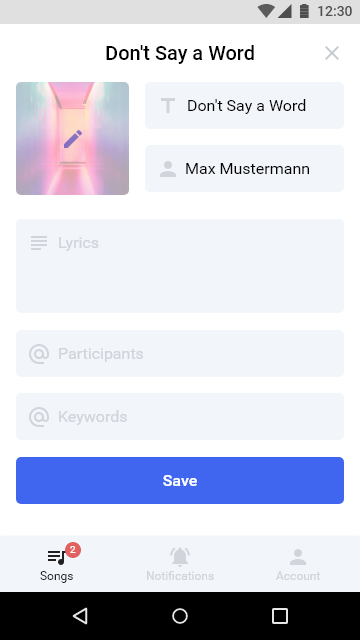 12:30
Don't Say a Word
Don't Say a Word
Max Mustermann
Lyrics
Participants
Keywords
Save
2
Songs
Notifications
Account